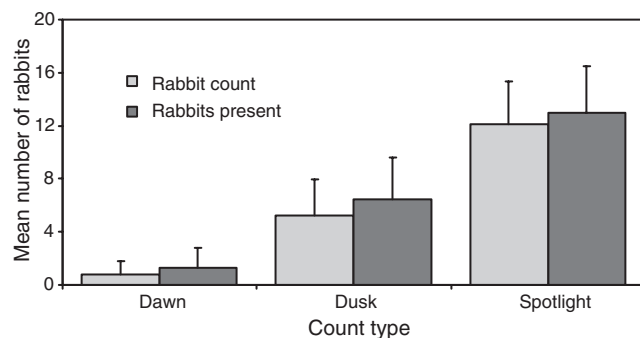 20
16
12
8
4
0
Mean number of rabbits
Rabbit count
Rabbits present
Dawn Dusk Spotlight
Count type